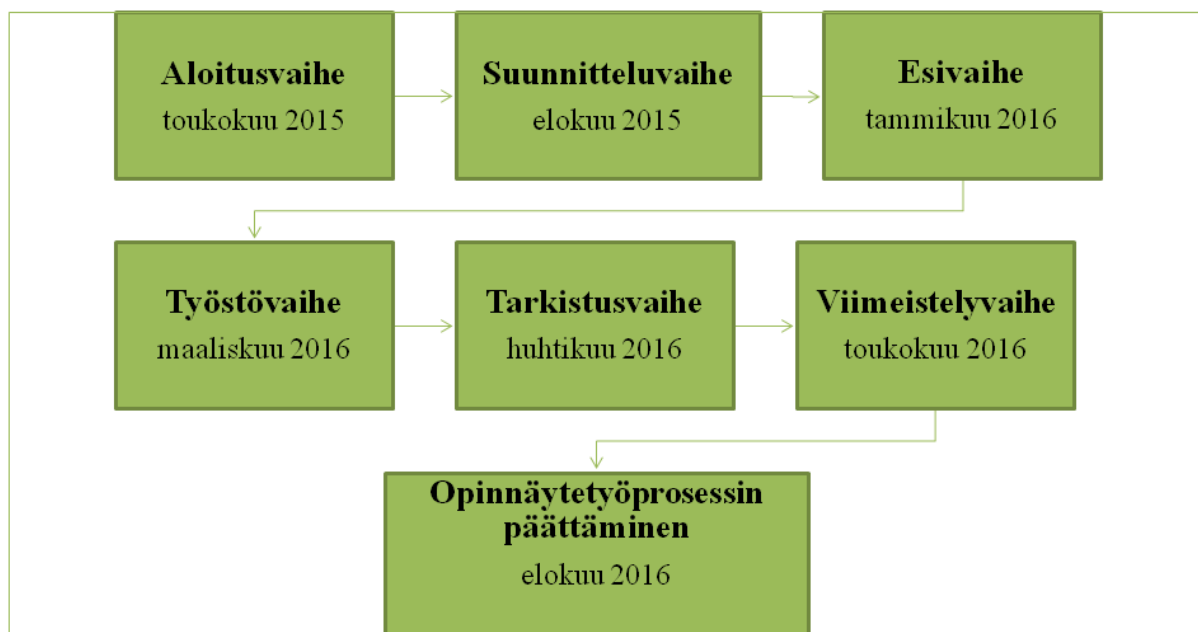 Aloitusvaihe
toukokuu 2015
Suunnitteluvaihe
elokuu 2015
Esivaihe
tammikuu 2016
Työstövaihe
maaliskuu 2016
Tarkistusvaihe
huhtikuu 2016
Viimeistelyvaihe
toukokuu 2016
Opinnäytetyöprosessin
päättäminen
elokuu 2016